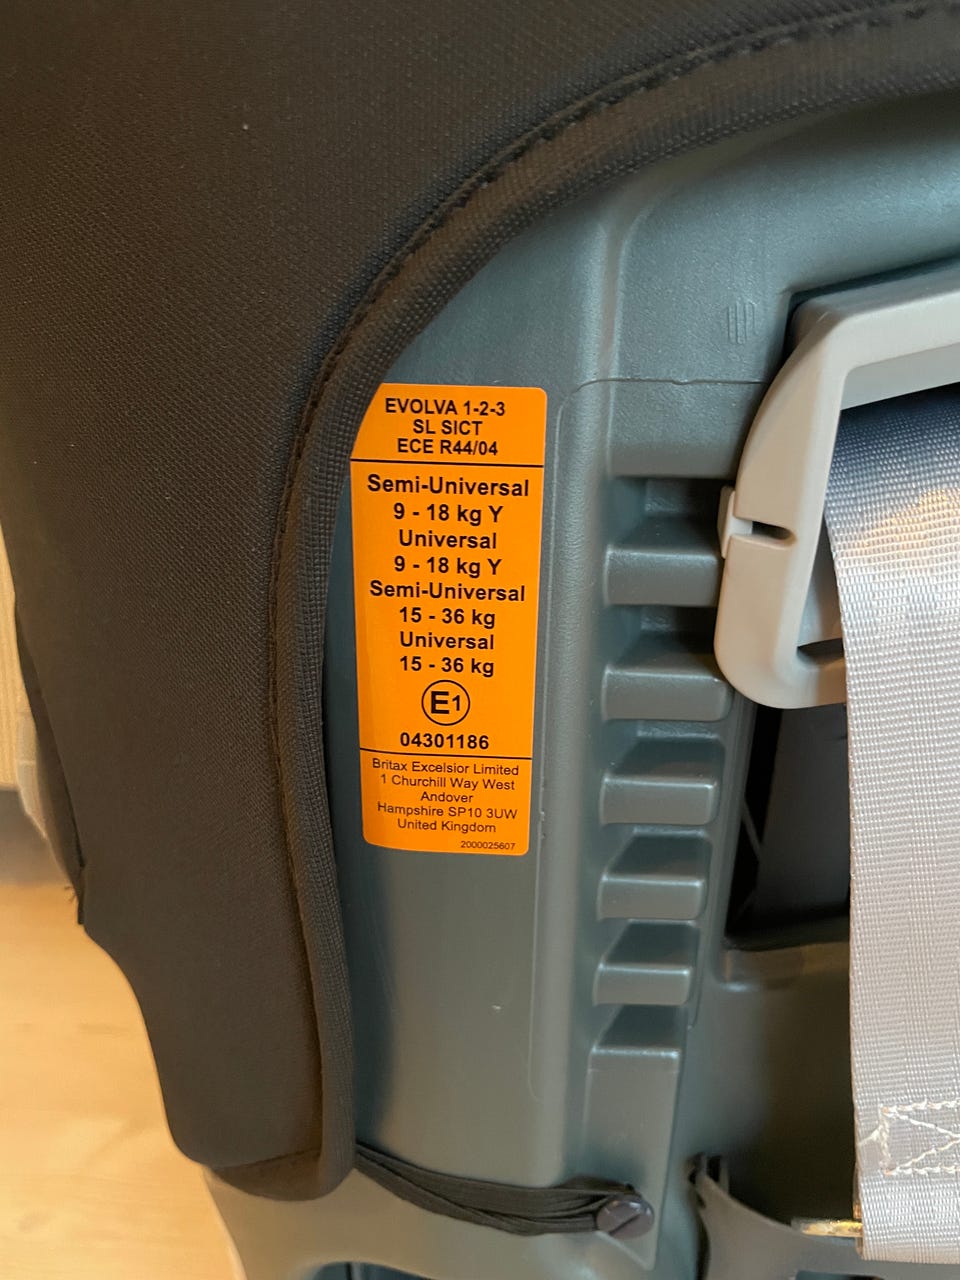 EVOLVA 1-2-3
SL SICT
ECE R44/04
Semi-Universal
9 - 18 kg Y
Universal
9 - 18 kg Y
Semi-Universal
15 - 36 kg
Universal
15 - 36 kg
E1
04301186
Britax Excelsior Limited
1 Churchill Way West
Andover
Hampshire SP10 3UW
United Kingdom
2000025607